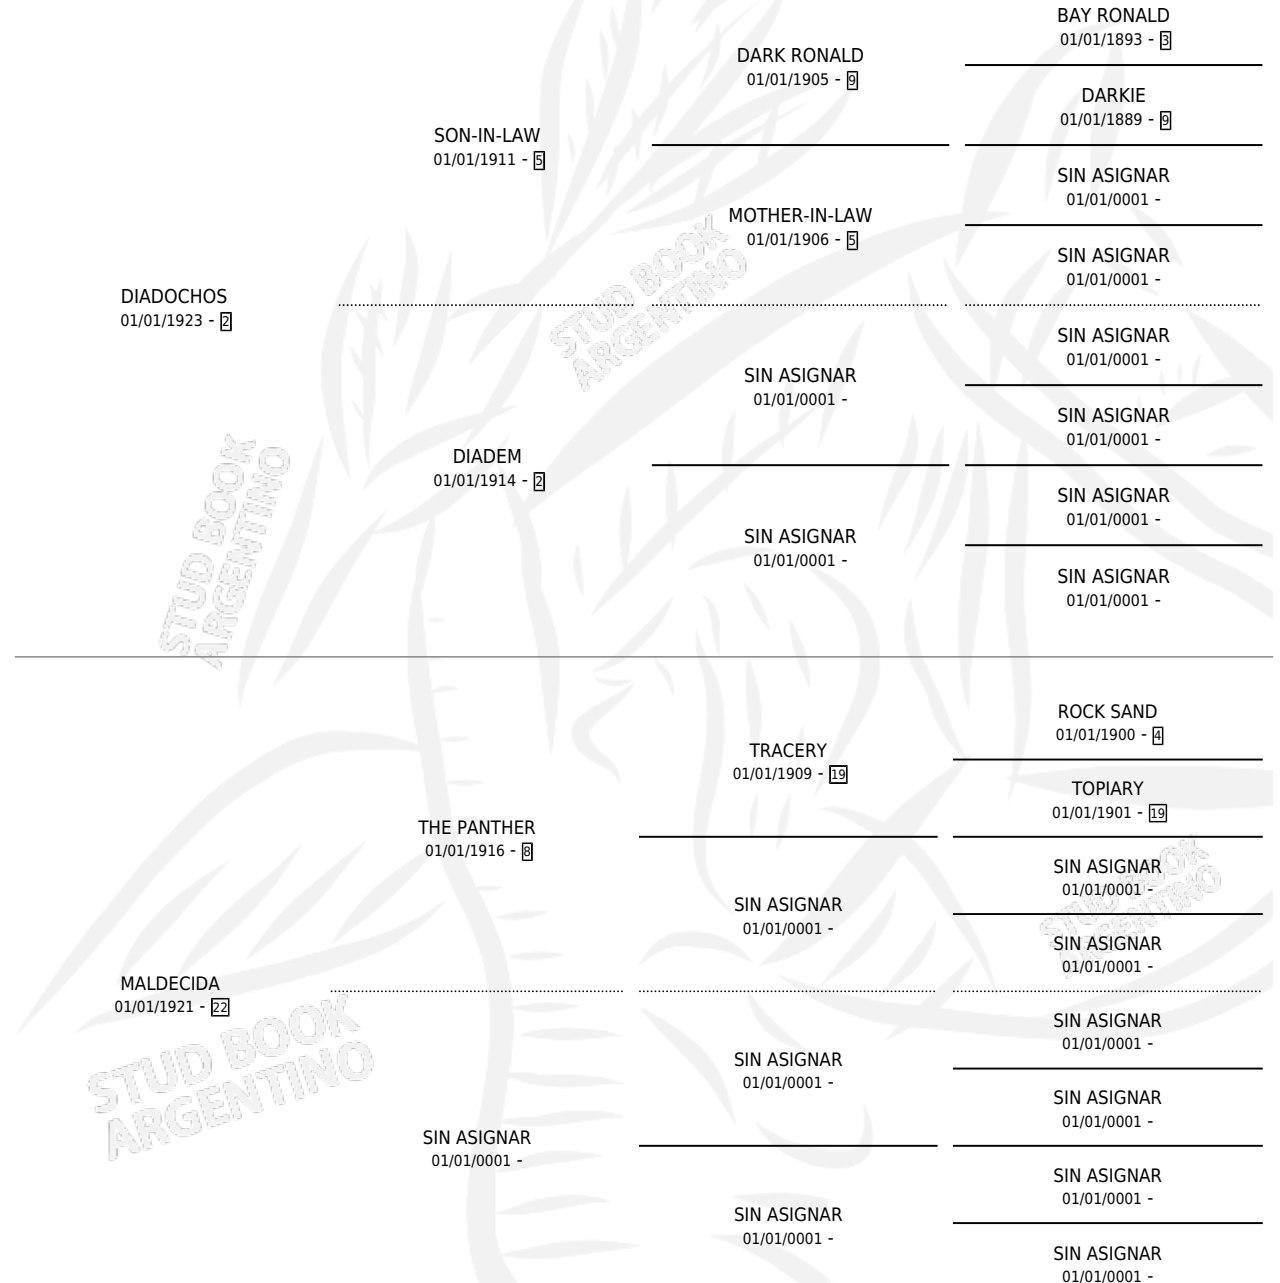 BAY RONALD
01/01/1893 - 3
DARK RONALD
01/01/1905 - 9
DARKIE
01/01/1889 - 9
SON-IN-LAW
01/01/1911 - 5
SIN ASIGNAR
01/01/0001 -
MOTHER-IN-LAW
01/01/1906 - 5
SIN ASIGNAR
01/01/0001 -
DIADOCHOS
01/01/1923 - 2
STUD BOOK
ARGENTINO
SIN ASIGNAR
01/01/0001 -
SIN ASIGNAR
01/01/0001 -
SIN ASIGNAR
01/01/0001 -
DIADEM
01/01/1914 - 2
SIN ASIGNAR
01/01/0001 -
SIN ASIGNAR
01/01/0001 -
SIN ASIGNAR
01/01/0001 -
STUD BOOK
ARGENTINO
ROCK SAND
01/01/1900 - 4
TRACERY
01/01/1909 - 19
TOPIARY
01/01/1901 - 19
THE PANTHER
01/01/1916 - 8
SIN ASIGNAR
01/01/0001 -
SIN ASIGNAR
01/01/0001 -
SIN ASIGNAR
01/01/0001 -
STUD BOOK
ARGENTINO
MALDECIDA
01/01/1921 - 22
SIN ASIGNAR
01/01/0001 -
SIN ASIGNAR
01/01/0001 -
SIN ASIGNAR
01/01/0001 -
STUD BOOK
ARGENTINO
SIN ASIGNAR
01/01/0001 -
SIN ASIGNAR
01/01/0001 -
SIN ASIGNAR
01/01/0001 -
SIN ASIGNAR
01/01/0001 -